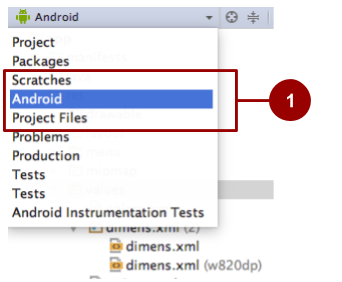 Android
Project
Packages
Scratches
Android
Project Files
Problems
Production
Tests
Tests
Android Instrumentation Tests
1
dimens.xml (2)
dimens.xml
dimens.xml (w820dp)